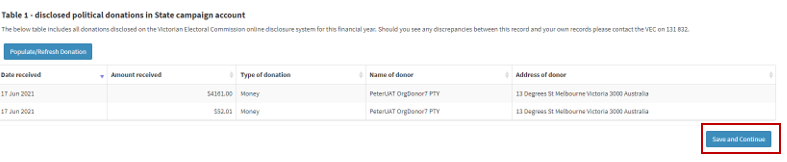 Table 1 - disclosed political donations in State campaign account
The below table includes all donations disclosed on the Victorian Electoral Commission online disclosure system for this financial year. Should you see any discrepancies between this record and your own records please contact the VEC on 131 832.
Populate/Refresh Donation
Date received Amount received Type of donation Name of donor Address of donor
17 Jun 2021 $4161.00 Money PeterUAT OrgDonor7 PTY 13 Degrees St Melbourne Victoria 3000 Australia
17 Jun 2021 $52.01 Money PeterUAT OrgDonor7 PTY 13 Degrees St Melbourne Victoria 3000 Australia
Save and Continue